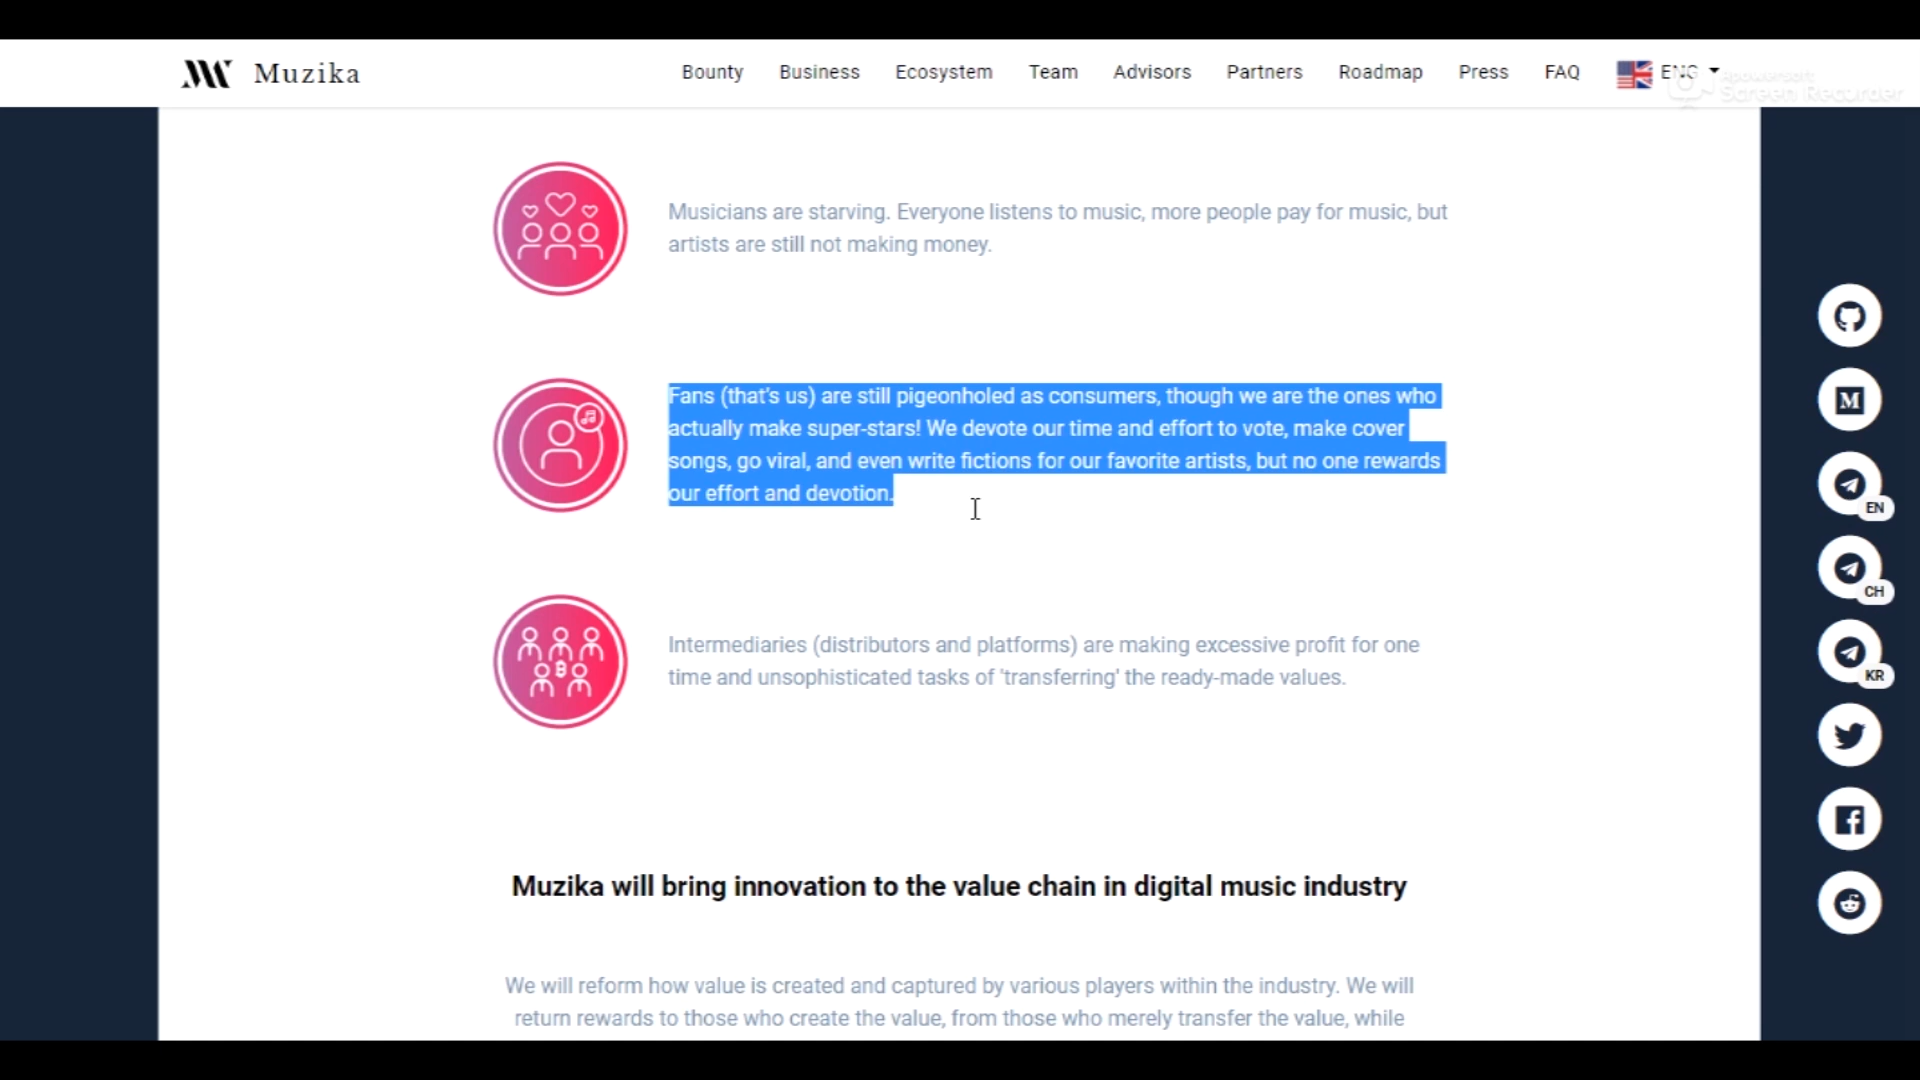 Muzika
Bounty Business Ecosystem Team Advisors Partners Roadmap Press FAQ ENG
Apowersoft
Screen Recorder
Musicians are starving. Everyone listens to music, more people pay for music, but
artists are still not making money.
Fans (that's us) are still pigeonholed as consumers, though we are the ones who
actually make super-stars! We devote our time and effort to vote, make cover
songs, go viral, and even write fictions for our favorite artists, but no one rewards
our effort and devotion.
Intermediaries (distributors and platforms) are making excessive profit for one
time and unsophisticated tasks of 'transferring' the ready-made values.
Muzika will bring innovation to the value chain in digital music industry
We will reform how value is created and captured by various players within the industry. We will
return rewards to those who create the value, from those who merely transfer the value, while
M
EN
CH
KR